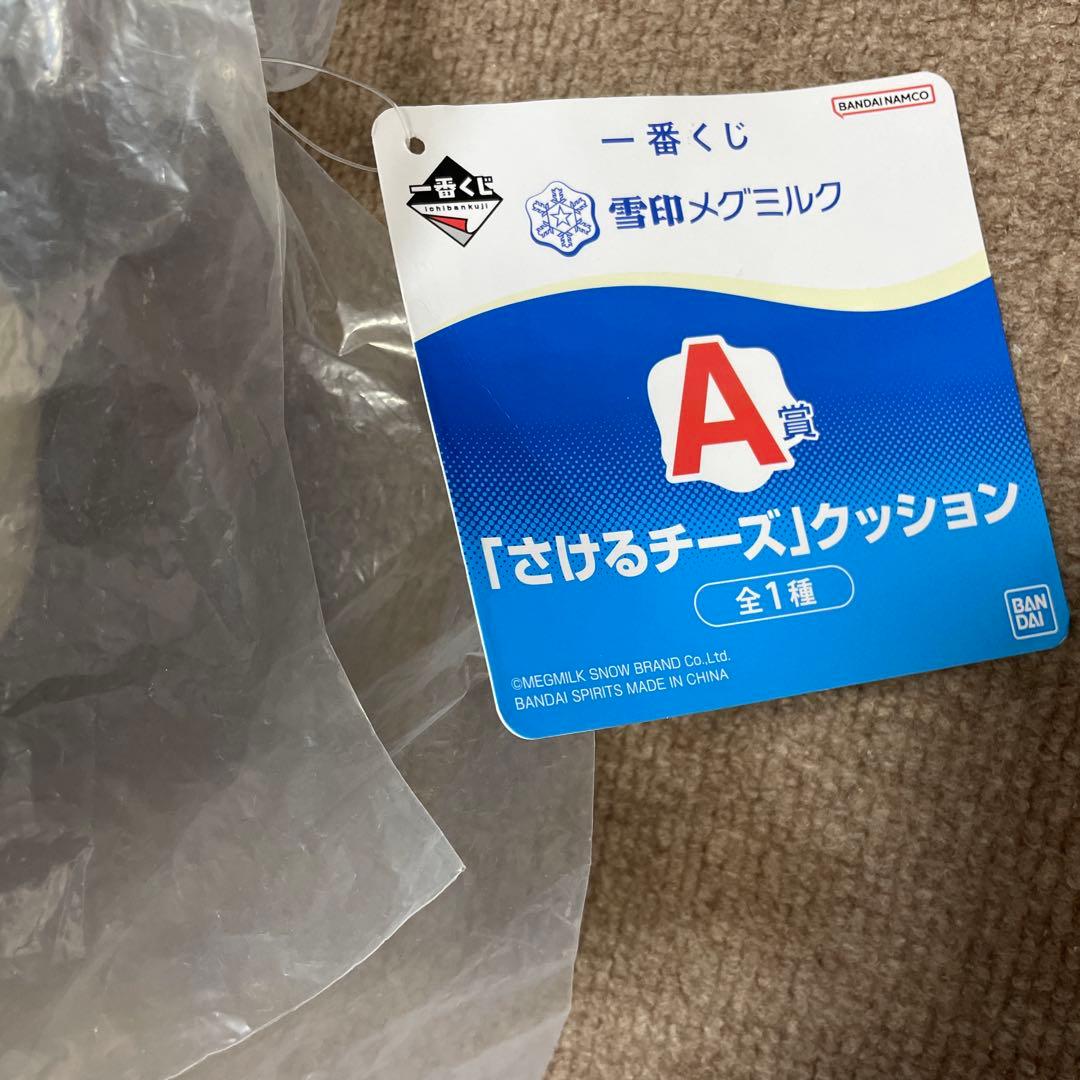 BANDAI NAMCO
一番くじ
一番くじ
ichibankuji
雪印メグミルク
A賞
「さけるチーズ」クッション
全1種
BAN
DAI
©MEGMILK SNOW BRAND Co.,Ltd.
BANDAI SPIRITS MADE IN CHINA